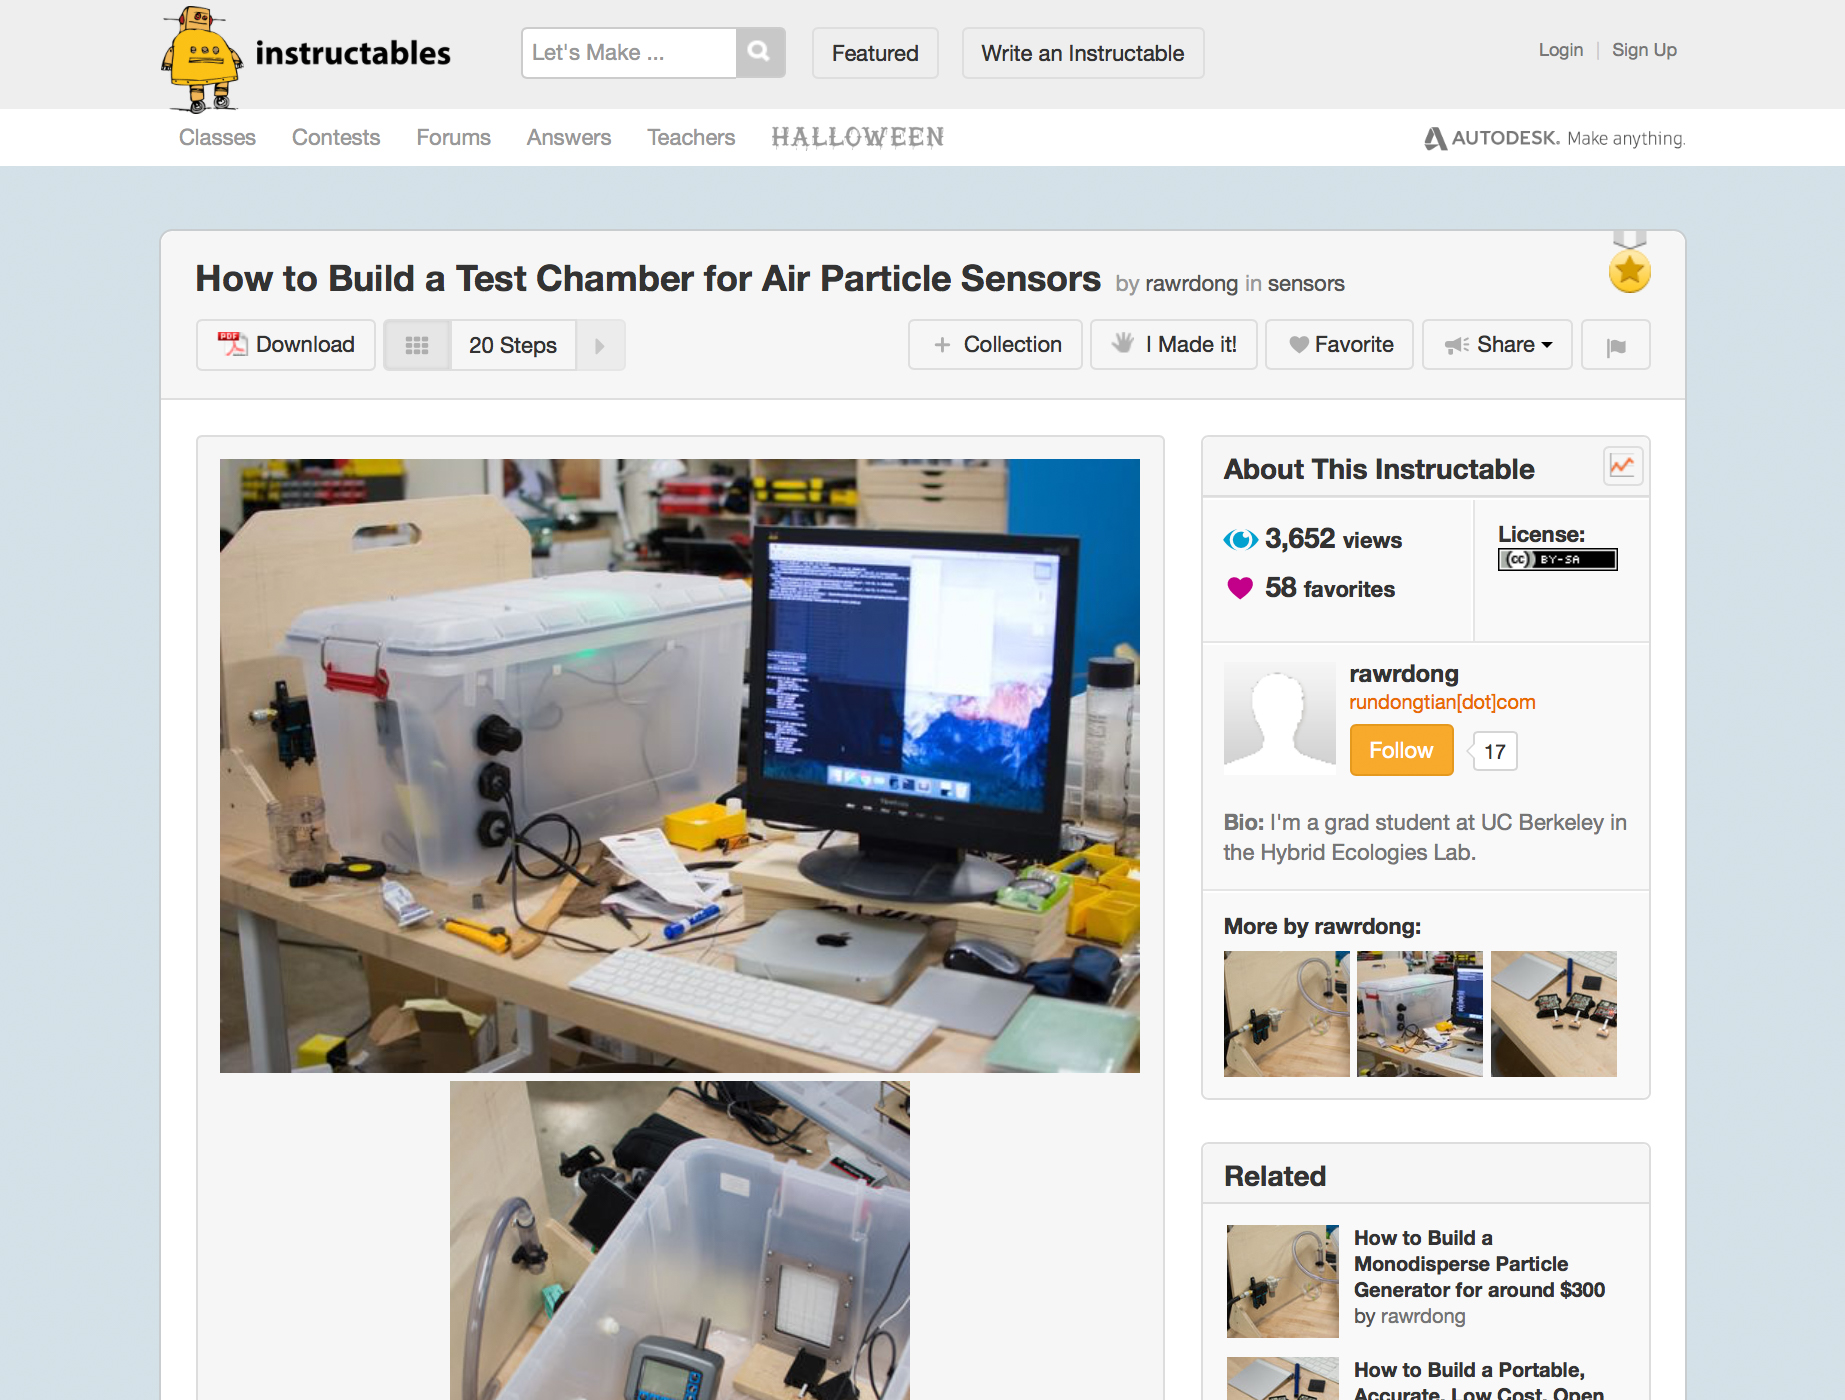 instructables
Let's Make ...
Featured
Write an Instructable
Login | Sign Up
Classes
Contests
Forums
Answers
Teachers
HALLOWEEN
AUTODESK. Make anything.
How to Build a Test Chamber for Air Particle Sensors by rawrdong in sensors
PDF Download
20 Steps
+ Collection
I Made it!
Favorite
Share
About This Instructable
3,652 views
58 favorites
License:
(cc) BY-SA
rawrdong
rundongtian[dot]com
Follow
17
Bio: I'm a grad student at UC Berkeley in
the Hybrid Ecologies Lab.
More by rawrdong:
Related
How to Build a
Monodisperse Particle
Generator for around $300
by rawrdong
How to Build a Portable,
Accurate, Low Cost, Open